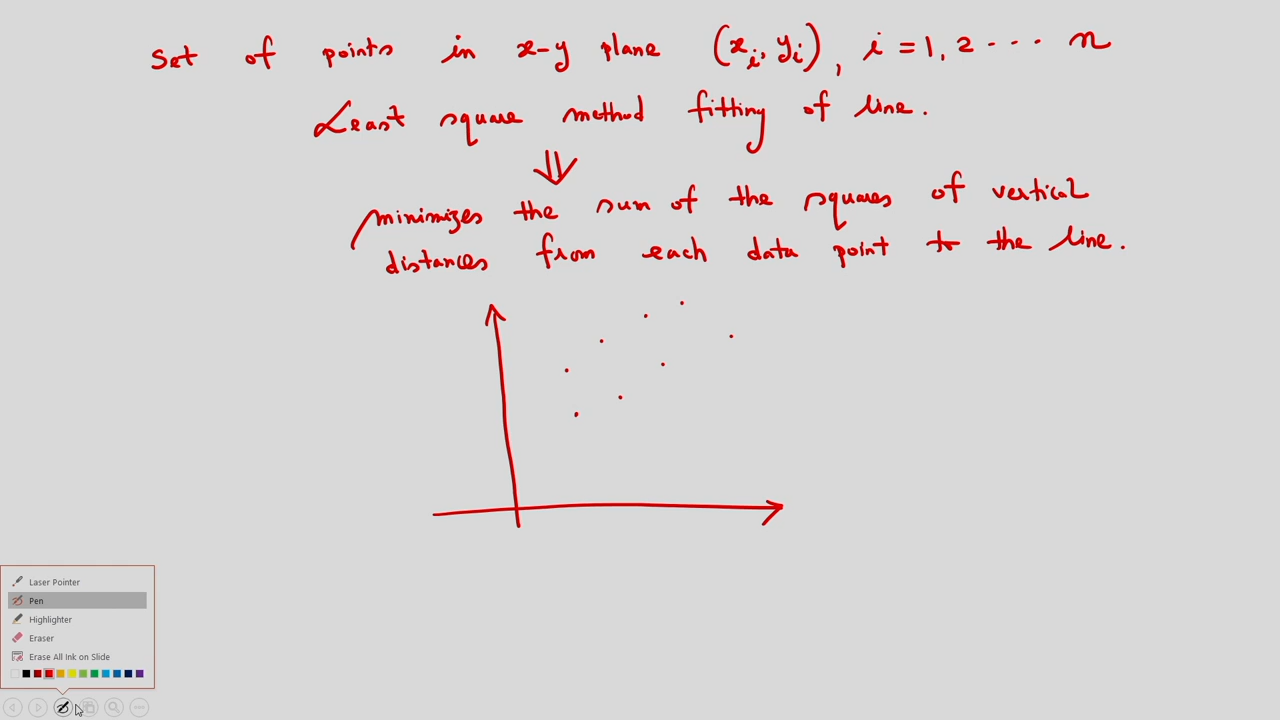 Set of points in x-y plane (xᵢ, yᵢ), i = 1, 2 --- n
Least square method fitting of line.
⇓
minimizes the sum of the squares of vertical
distances from each data point to the line.
Laser Pointer
Pen
Highlighter
Eraser
Erase All Ink on Slide